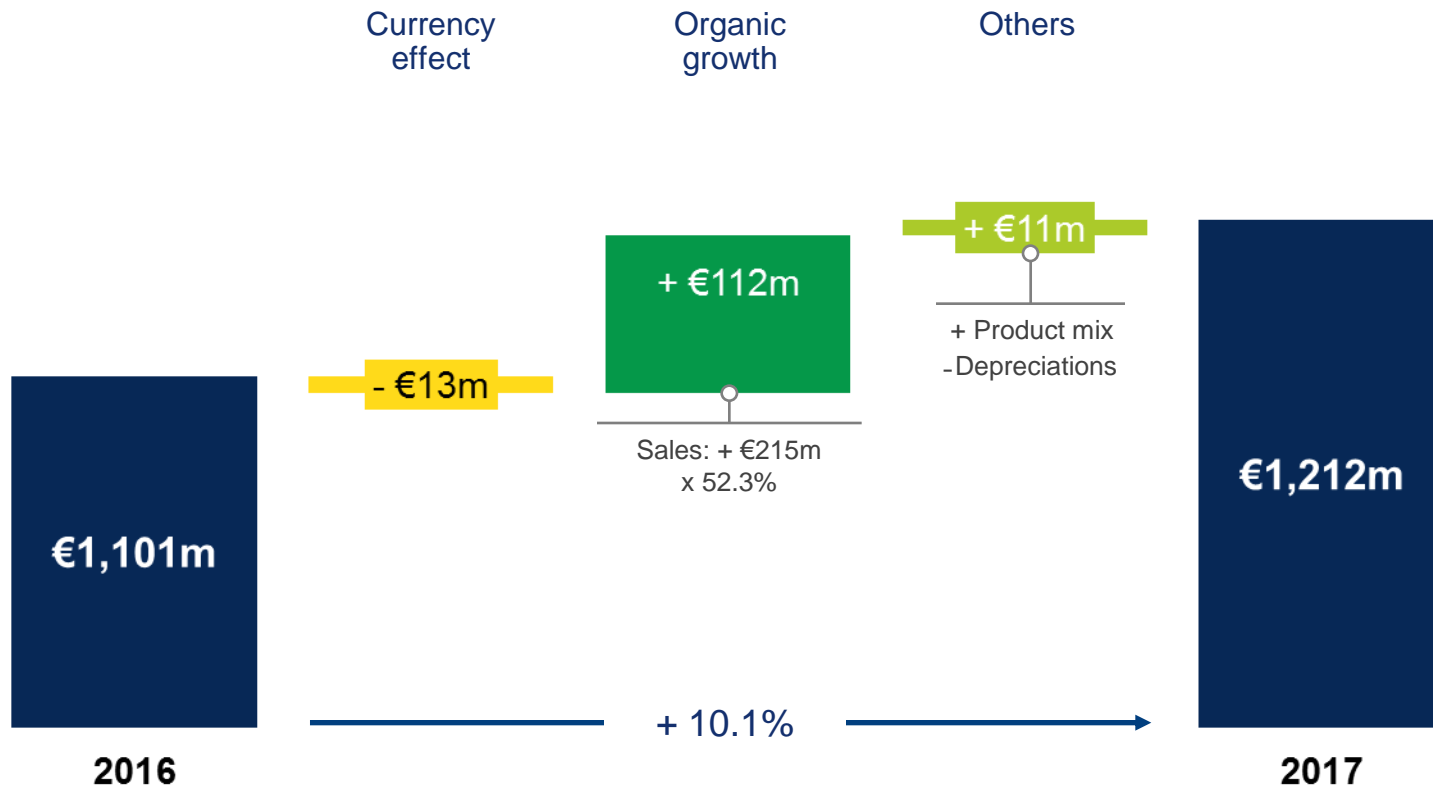 Currency
effect
Organic
growth
Others
€1,101m
- €13m
+ €112m
Sales: + €215m
x 52.3%
+ €11m
+ Product mix
-Depreciations
€1,212m
+ 10.1%
2016
2017